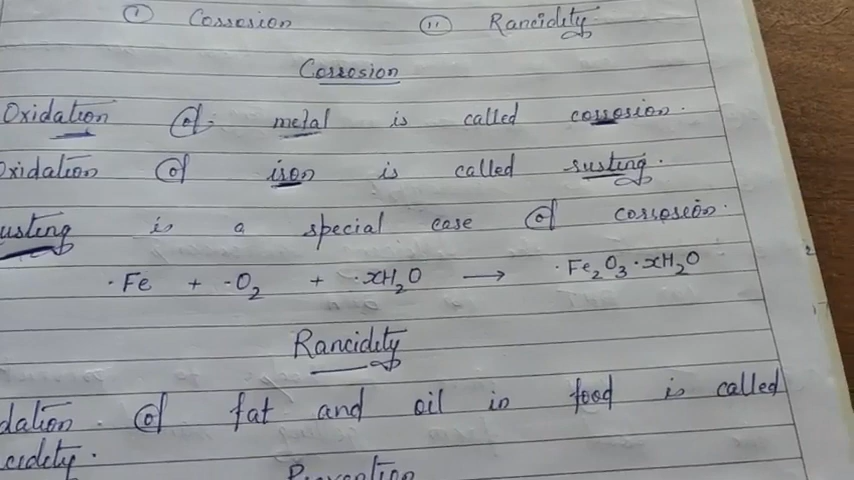 (i) Corrosion (ii) Rancidity
Corrosion
Oxidation of metal is called corrosion.
Oxidation of iron is called rusting.
usting is a special case of corrosion.
·Fe + ·O₂ + ·xH₂O → ·Fe₂O₃·xH₂O
Rancidity
dation of fat and oil in food is called
cidity.
Prevention